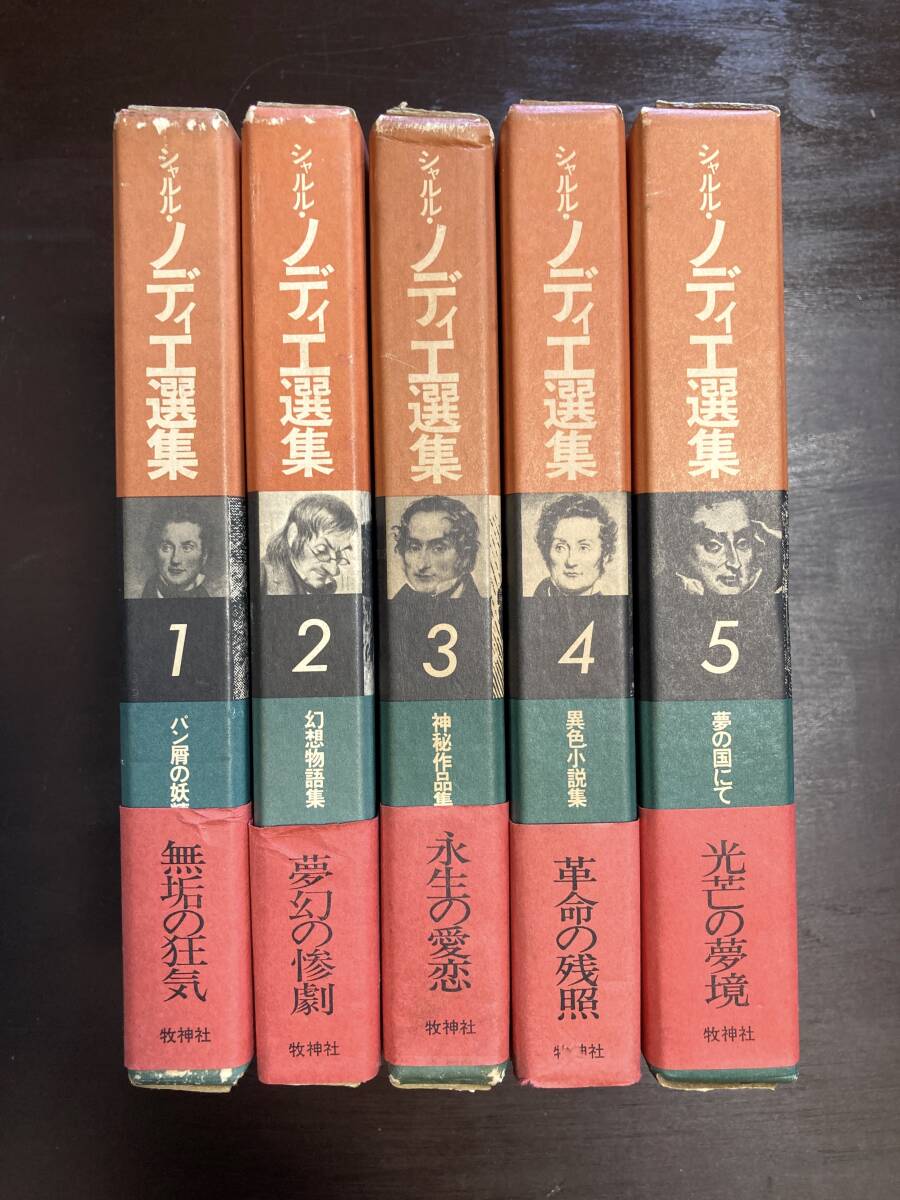 シャルル・ノディエ選集
1
パン屑の妖精
無垢の狂気
牧神社
シャルル・ノディエ選集
2
幻想物語集
夢幻の惨劇
牧神社
シャルル・ノディエ選集
3
神秘作品集
永生の愛恋
牧神社
シャルル・ノディエ選集
4
異色小説集
革命の残照
牧神社
シャルル・ノディエ選集
5
夢の国にて
光芒の夢境
牧神社